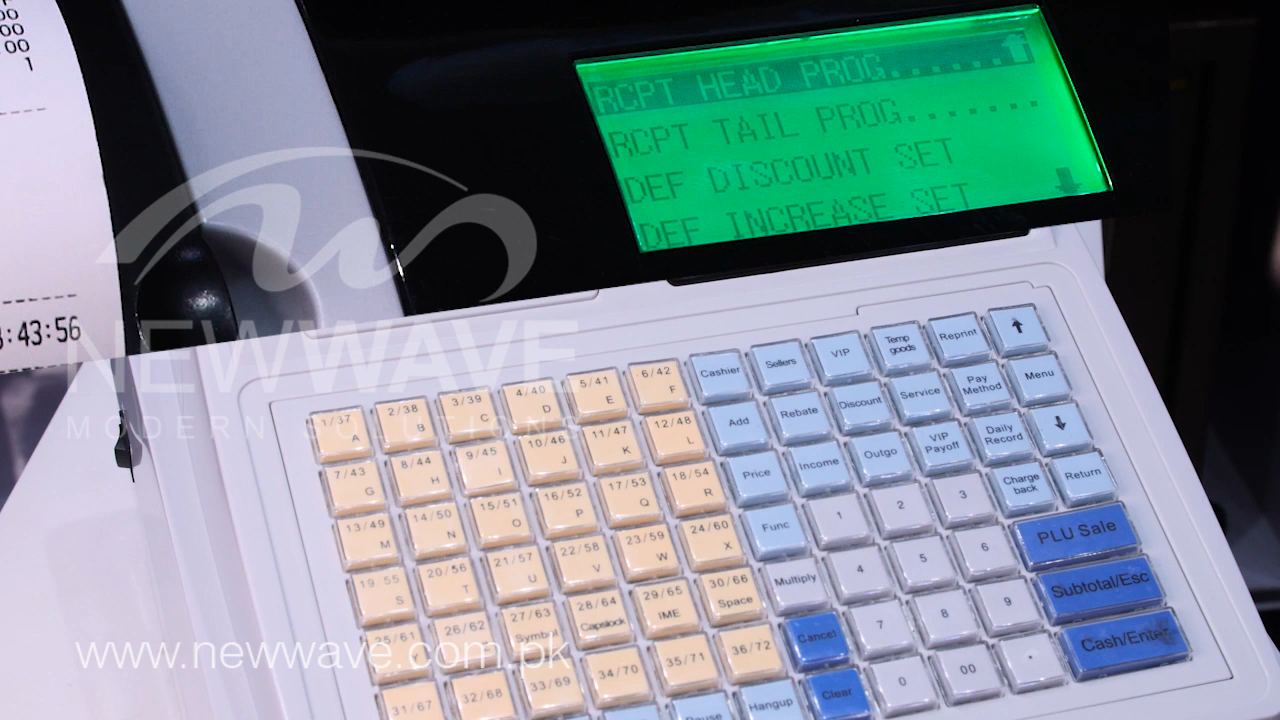 00
00
00
1
:43:56
RCPT HEAD PROG......
RCPT TAIL PROG.......
DEF DISCOUNT SET
DEF INCREASE SET
NEWWAVE
MODERN SOLUTIONS
www.newwave.com.pk
1/37 A
2/38 B
3/39 C
4/40 D
5/41 E
6/42 F
Cashier
Sellers
VIP
Temp goods
Reprint
↑
7/43 G
8/44 H
9/45 I
10/46 J
11/47 K
12/48 L
Add
Rebate
Discount
Service
Pay Method
Menu
13/49 M
14/50 N
15/51 O
16/52 P
17/53 Q
18/54 R
Price
Income
Outgo
VIP Payoff
Daily Record
↓
19 55 S
20/56 T
21/57 U
22/58 V
23/59 W
24/60 X
Func
1
2
3
Charge back
Return
25/61
26/62
27/63 Symbol
28/64 Capslock
29/65 IME
30/66 Space
Multiply
4
5
6
PLU Sale
31/67
32/68
33/69
34/70
35/71
36/72
Cancel
7
8
9
Subtotal/Esc
Pause
Hangup
Clear
0
00
.
Cash/Enter